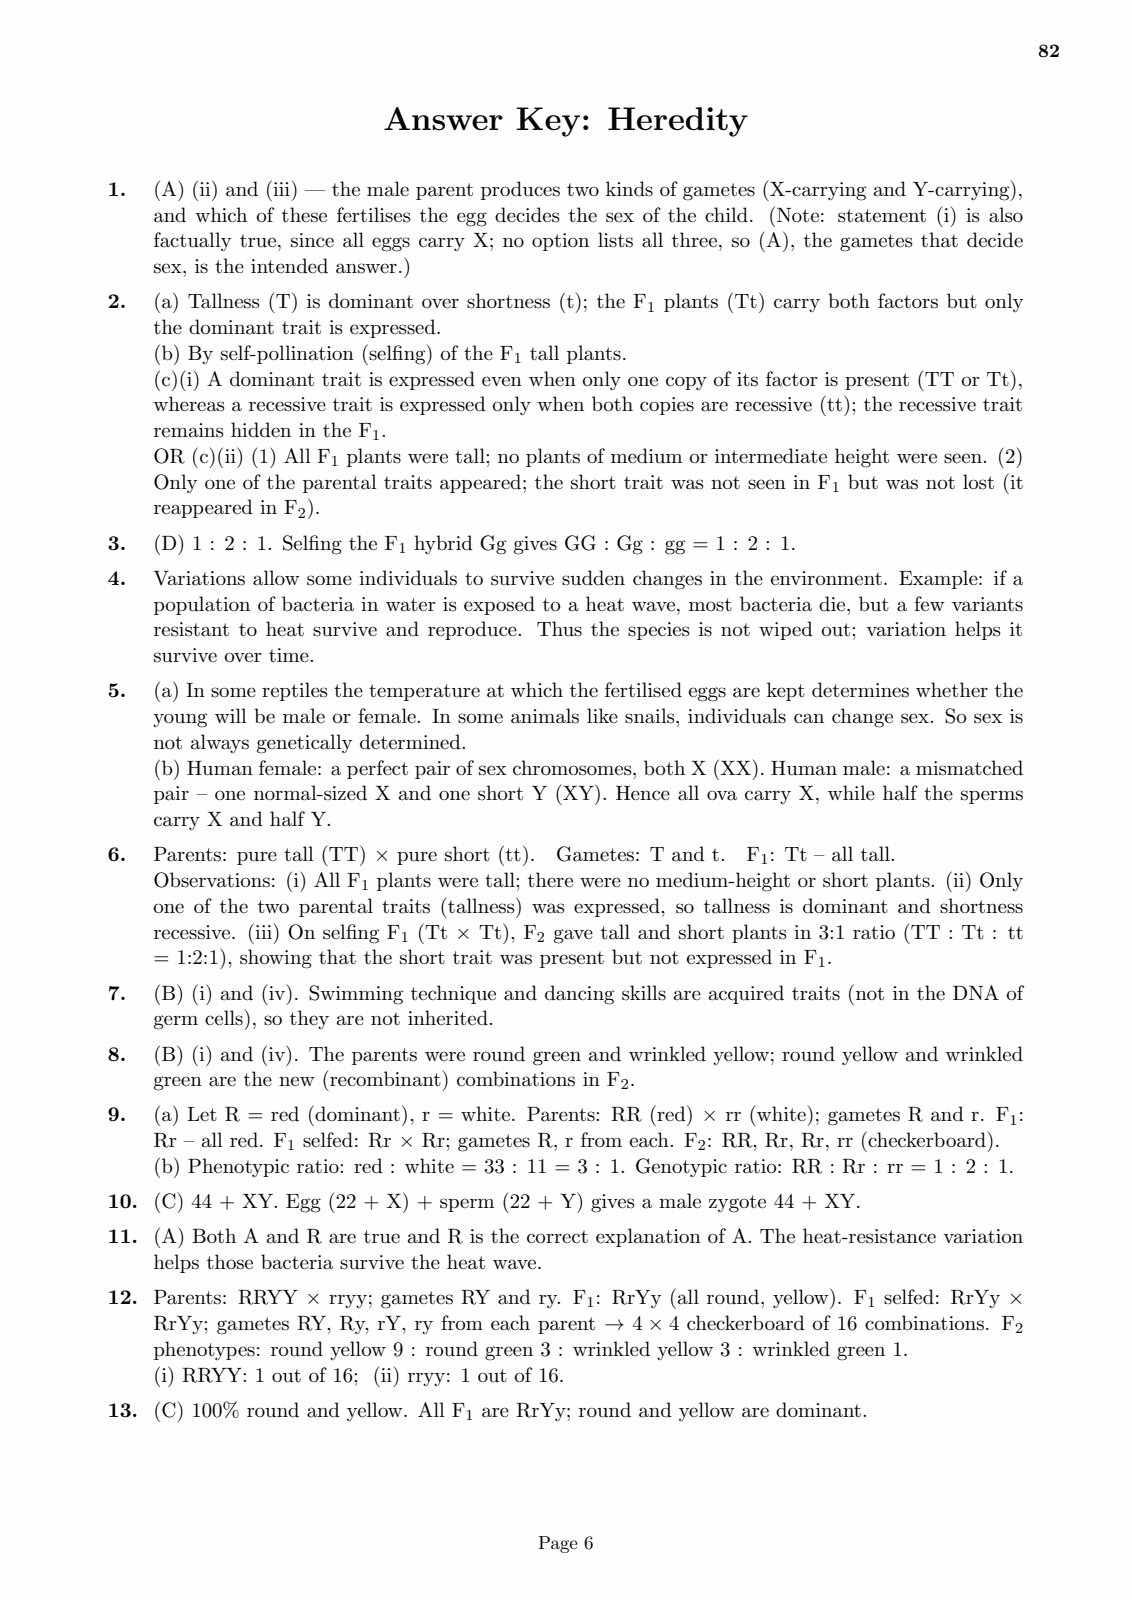 82
Answer Key: Heredity
1. (A) (ii) and (iii) — the male parent produces two kinds of gametes (X-carrying and Y-carrying),
and which of these fertilises the egg decides the sex of the child. (Note: statement (i) is also
factually true, since all eggs carry X; no option lists all three, so (A), the gametes that decide
sex, is the intended answer.)
2. (a) Tallness (T) is dominant over shortness (t); the F₁ plants (Tt) carry both factors but only
the dominant trait is expressed.
(b) By self-pollination (selfing) of the F₁ tall plants.
(c)(i) A dominant trait is expressed even when only one copy of its factor is present (TT or Tt),
whereas a recessive trait is expressed only when both copies are recessive (tt); the recessive trait
remains hidden in the F₁.
OR (c)(ii) (1) All F₁ plants were tall; no plants of medium or intermediate height were seen. (2)
Only one of the parental traits appeared; the short trait was not seen in F₁ but was not lost (it
reappeared in F₂).
3. (D) 1 : 2 : 1. Selfing the F₁ hybrid Gg gives GG : Gg : gg = 1 : 2 : 1.
4. Variations allow some individuals to survive sudden changes in the environment. Example: if a
population of bacteria in water is exposed to a heat wave, most bacteria die, but a few variants
resistant to heat survive and reproduce. Thus the species is not wiped out; variation helps it
survive over time.
5. (a) In some reptiles the temperature at which the fertilised eggs are kept determines whether the
young will be male or female. In some animals like snails, individuals can change sex. So sex is
not always genetically determined.
(b) Human female: a perfect pair of sex chromosomes, both X (XX). Human male: a mismatched
pair – one normal-sized X and one short Y (XY). Hence all ova carry X, while half the sperms
carry X and half Y.
6. Parents: pure tall (TT) × pure short (tt). Gametes: T and t. F₁: Tt – all tall.
Observations: (i) All F₁ plants were tall; there were no medium-height or short plants. (ii) Only
one of the two parental traits (tallness) was expressed, so tallness is dominant and shortness
recessive. (iii) On selfing F₁ (Tt × Tt), F₂ gave tall and short plants in 3:1 ratio (TT : Tt : tt
= 1:2:1), showing that the short trait was present but not expressed in F₁.
7. (B) (i) and (iv). Swimming technique and dancing skills are acquired traits (not in the DNA of
germ cells), so they are not inherited.
8. (B) (i) and (iv). The parents were round green and wrinkled yellow; round yellow and wrinkled
green are the new (recombinant) combinations in F₂.
9. (a) Let R = red (dominant), r = white. Parents: RR (red) × rr (white); gametes R and r. F₁:
Rr – all red. F₁ selfed: Rr × Rr; gametes R, r from each. F₂: RR, Rr, Rr, rr (checkerboard).
(b) Phenotypic ratio: red : white = 33 : 11 = 3 : 1. Genotypic ratio: RR : Rr : rr = 1 : 2 : 1.
10. (C) 44 + XY. Egg (22 + X) + sperm (22 + Y) gives a male zygote 44 + XY.
11. (A) Both A and R are true and R is the correct explanation of A. The heat-resistance variation
helps those bacteria survive the heat wave.
12. Parents: RRYY × rryy; gametes RY and ry. F₁: RrYy (all round, yellow). F₁ selfed: RrYy ×
RrYy; gametes RY, Ry, rY, ry from each parent → 4 × 4 checkerboard of 16 combinations. F₂
phenotypes: round yellow 9 : round green 3 : wrinkled yellow 3 : wrinkled green 1.
(i) RRYY: 1 out of 16; (ii) rryy: 1 out of 16.
13. (C) 100% round and yellow. All F₁ are RrYy; round and yellow are dominant.
Page 6